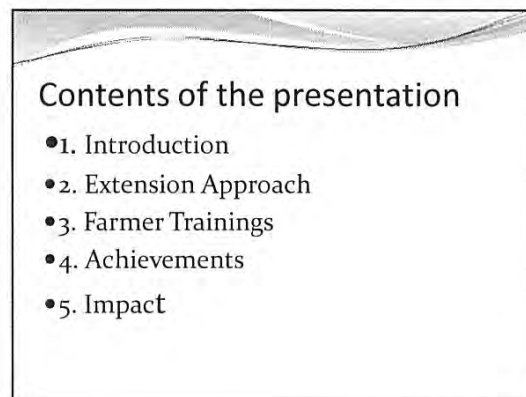 Contents of the presentation
•1. Introduction
•2. Extension Approach
•3. Farmer Trainings
•4. Achievements
•5. Impact